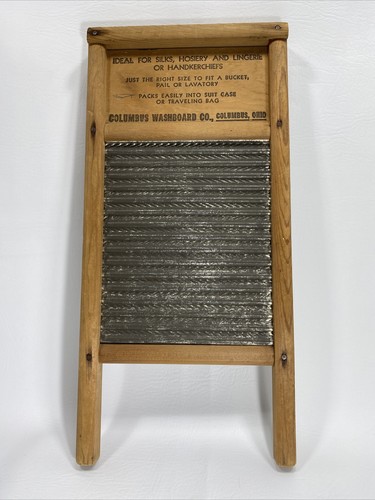 IDEAL FOR SILKS, HOSIERY AND LINGERIE
OR HANDKERCHIEFS
JUST THE RIGHT SIZE TO FIT A BUCKET,
PAIL OR LAVATORY
PACKS EASILY INTO SUIT CASE
OR TRAVELING BAG
COLUMBUS WASHBOARD CO., COLUMBUS, OHIO